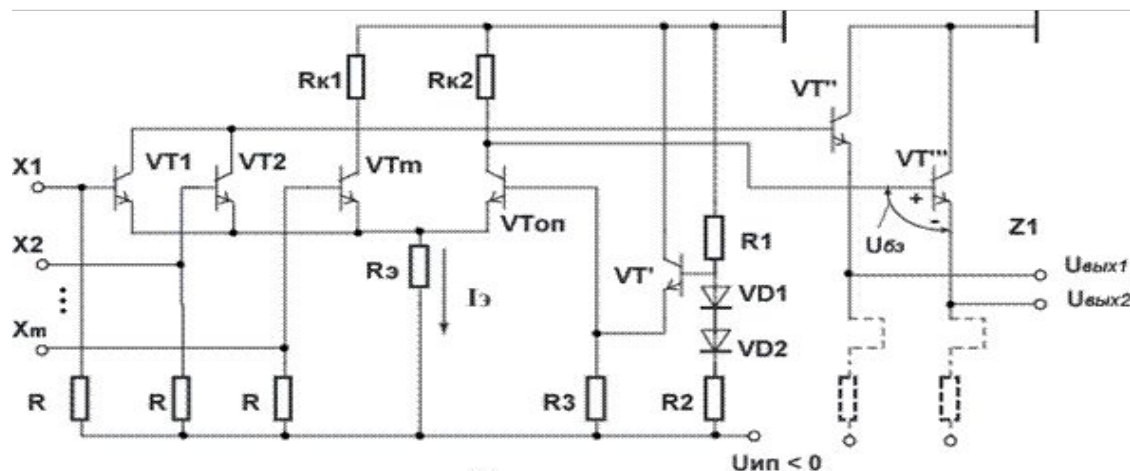 Rк1
Rк2
VT''
X1
VT1
VT2
VTm
VT'''
+
-
VTоп
Uбэ
Z1
X2
Rэ
Iэ
R1
VT'
VD1
Uвых1
Uвых2
Xm
VD2
R
R
R
R3
R2
Uип < 0